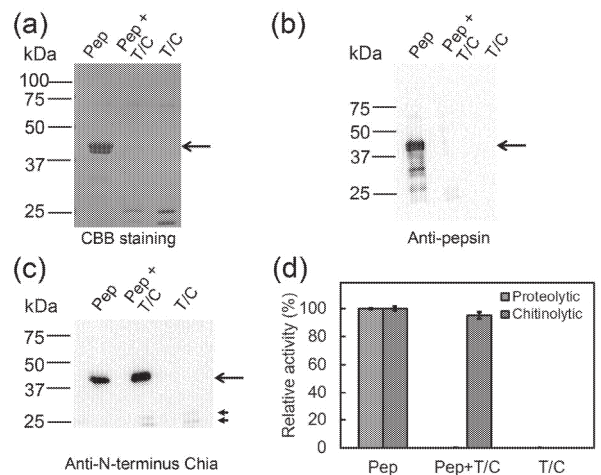 (a)
kDa
Pep
Pep +
T/C
T/C
100
75
50
37
25
CBB staining
(b)
kDa
Pep
Pep +
T/C
T/C
75
50
37
25
Anti-pepsin
(c)
kDa
Pep
Pep +
T/C
T/C
75
50
37
25
Anti-N-terminus Chia
(d)
Relative activity (%)
100
80
60
40
20
0
Proteolytic
Chitinolytic
Pep Pep+T/C T/C